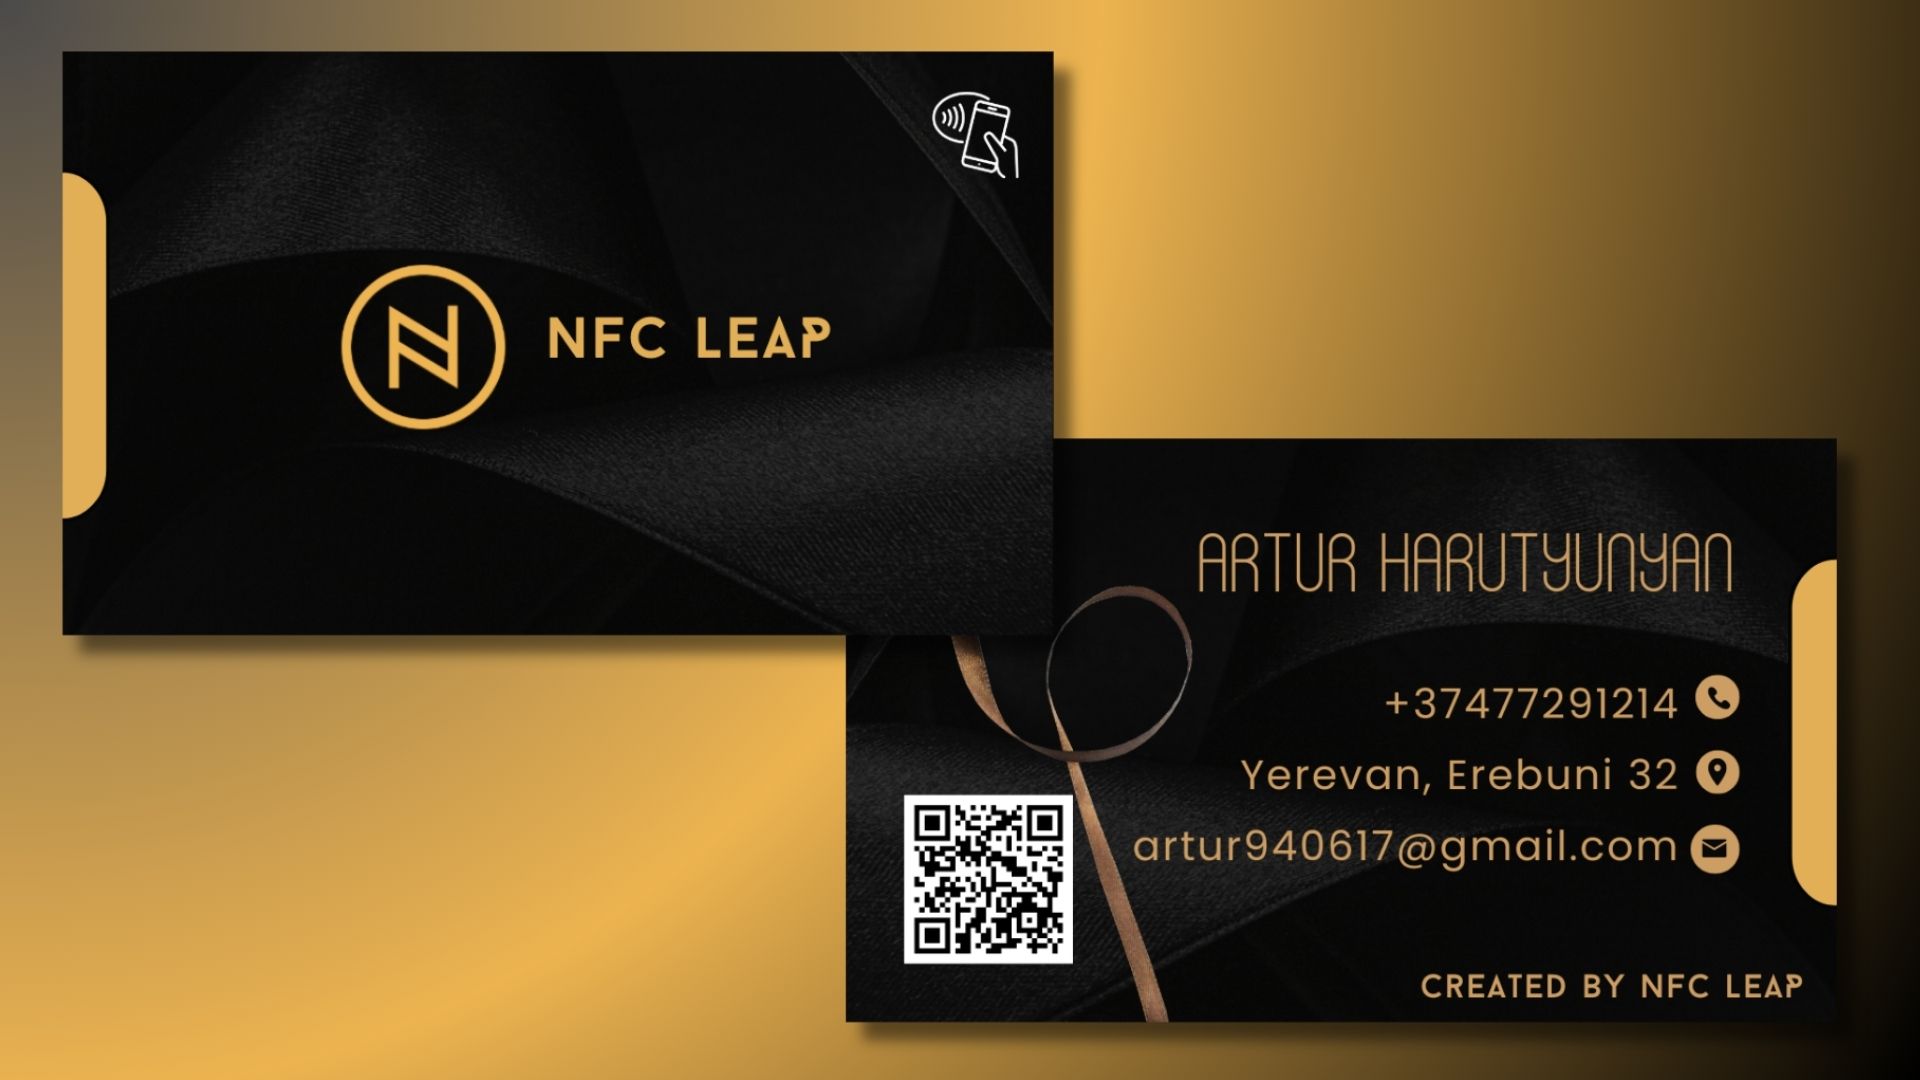 NFC LEAP
ARTUR HARUTYUNYAN
+37477291214
Yerevan, Erebuni 32
artur940617@gmail.com
CREATED BY NFC LEAP